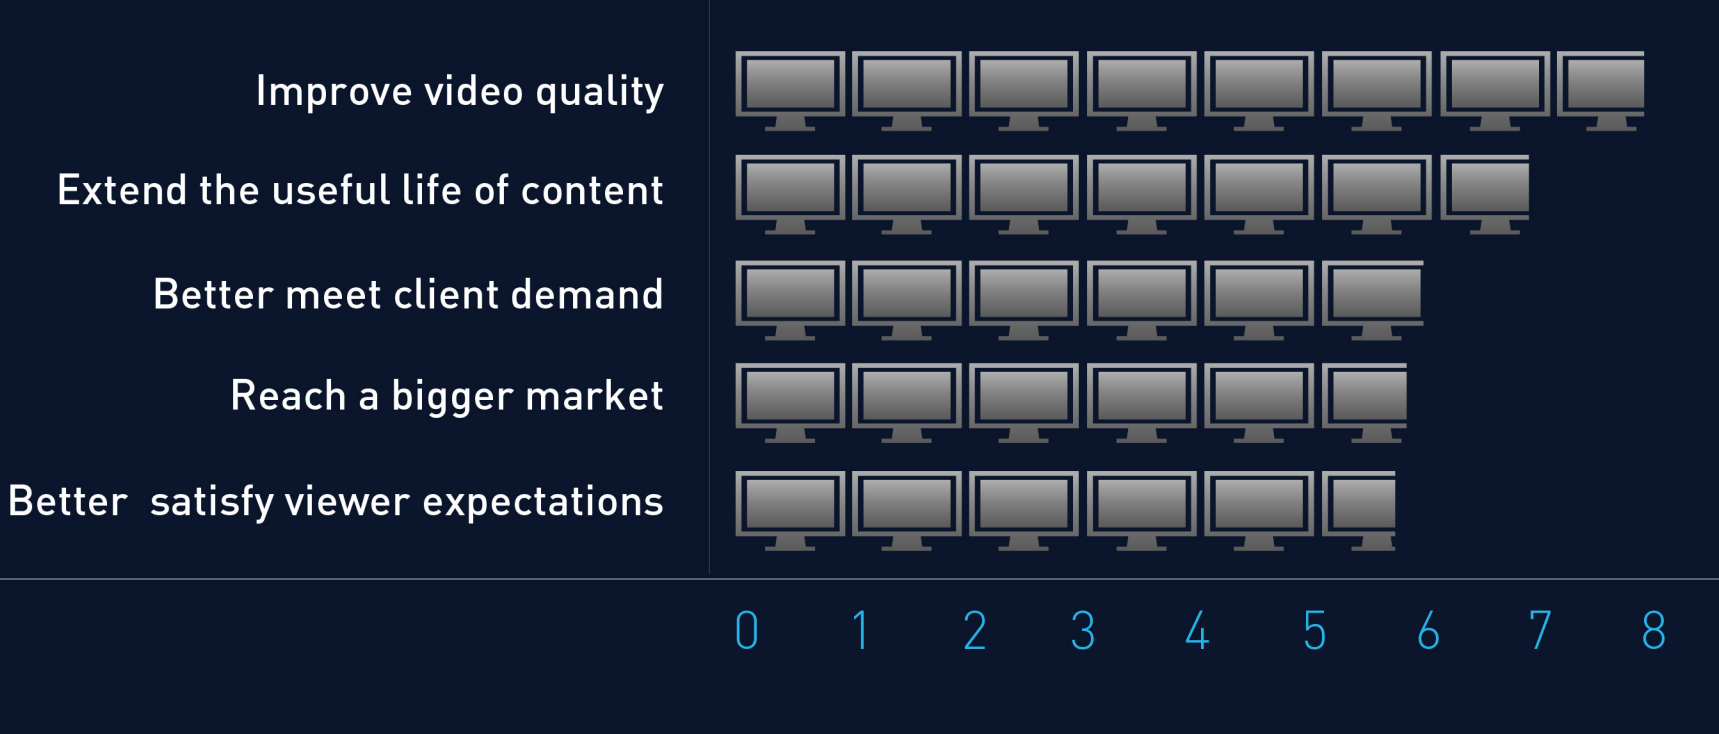 Improve video quality
Extend the useful life of content
Better meet client demand
Reach a bigger market
Better  satisfy viewer expectations
0 1 2 3 4 5 6 7 8